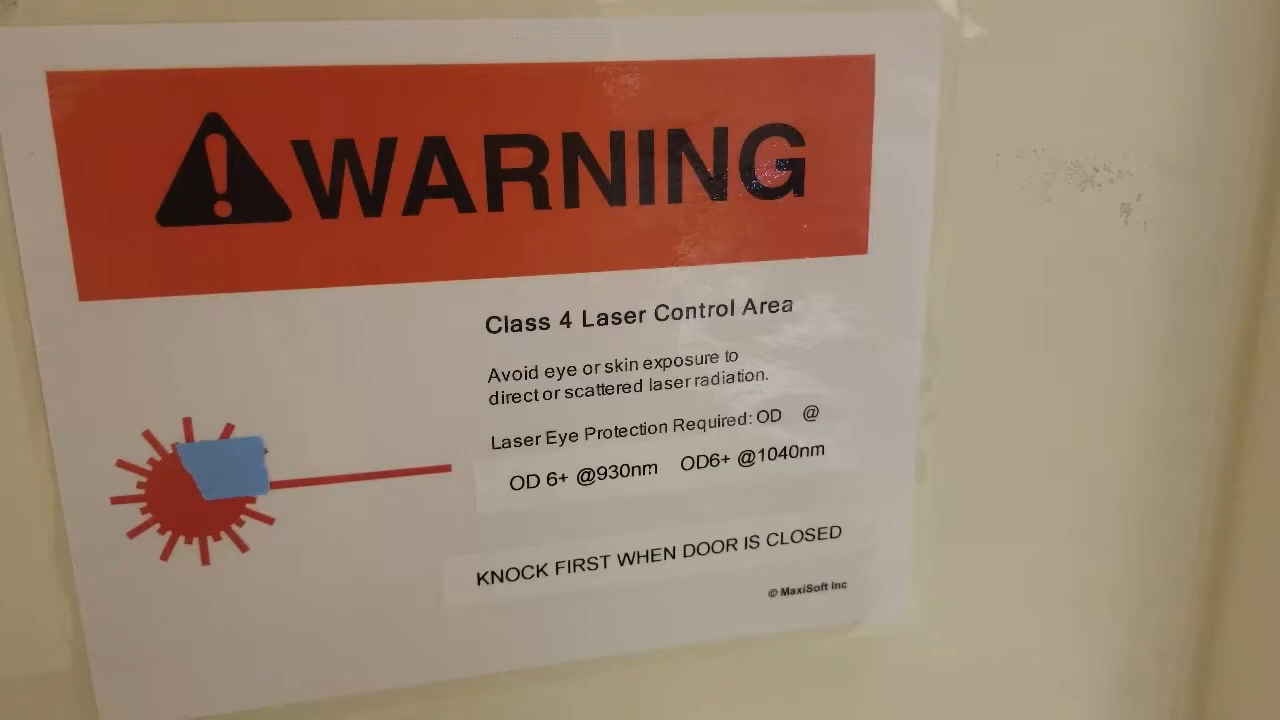 WARNING
Class 4 Laser Control Area
Avoid eye or skin exposure to
direct or scattered laser radiation.
Laser Eye Protection Required: OD @
OD 6+ @930nm OD6+ @1040nm
KNOCK FIRST WHEN DOOR IS CLOSED
© MaxiSoft Inc